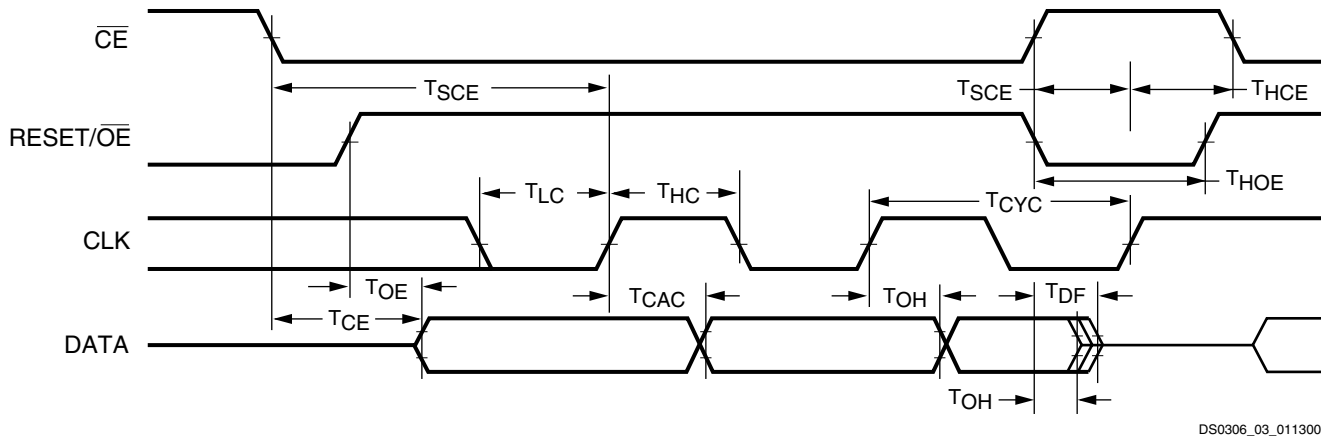 CE
TSCE TSCE THCE
RESET/OE
TLC THC TCYC THOE
CLK
TOE TCAC TOH TDF
TCE
DATA
TOH
DS0306_03_011300